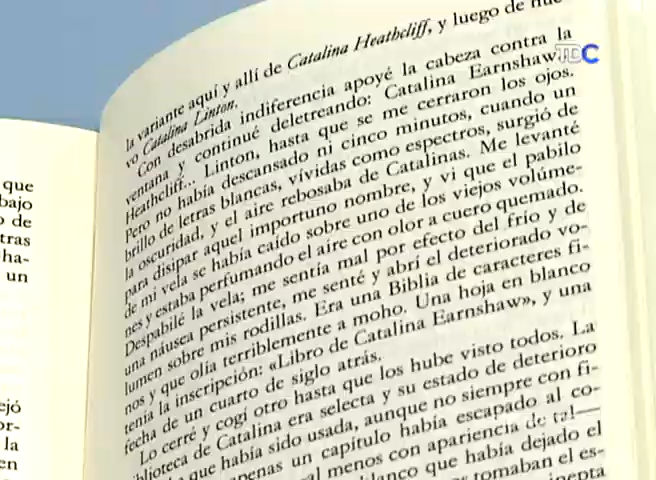 que
bajo
o de
tras
ha-
un
ejó
or-
la
en
la variante aquí y allí de Catalina Heathcliff, y luego de nue
vo Catalina Linton.
Con desabrida indiferencia apoyé la cabeza contra la
ventana y continué deletreando: Catalina Earnshaw...
Heathcliff... Linton, hasta que se me cerraron los ojos.
Pero no había descansado ni cinco minutos, cuando un
brillo de letras blancas, vívidas como espectros, surgió de
la oscuridad, y el aire rebosaba de Catalinas. Me levanté
para disipar aquel importuno nombre, y vi que el pabilo
de mi vela se había caído sobre uno de los viejos volúme-
nes y estaba perfumando el aire con olor a cuero quemado.
Despabilé la vela; me sentía mal por efecto del frío y de
una náusea persistente, me senté y abrí el deteriorado vo-
lumen sobre mis rodillas. Era una Biblia de caracteres fi-
nos y que olía terriblemente a moho. Una hoja en blanco
tenía la inscripción: «Libro de Catalina Earnshaw», y una
fecha de un cuarto de siglo atrás.
Lo cerré y cogí otro hasta que los hube visto todos. La
biblioteca de Catalina era selecta y su estado de deterioro
que había sido usada, aunque no siempre con fi-
penas un capítulo había escapado al co-
al menos con apariencia de tal—
blanco que había dejado el
tomaban el es-
inepta
TDC